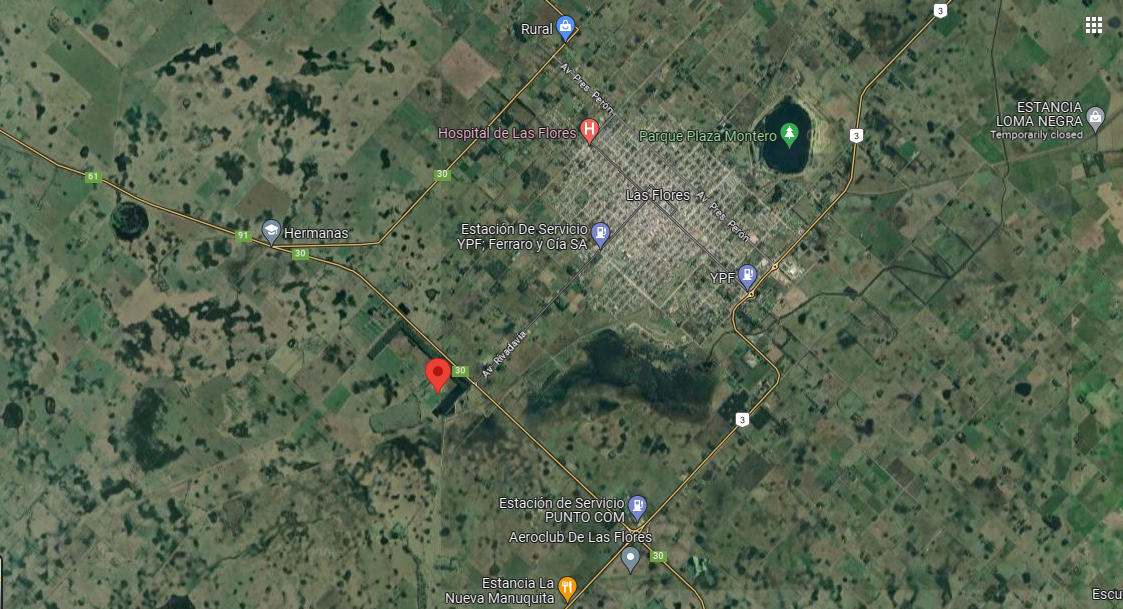 3
Rural
Av. Pres. Perón
ESTANCIA
LOMA NEGRA
Temporarily closed
Hospital de Las Flores
Parque Plaza Montero
3
61
30
Las Flores
Av. Pres. Perón
Hermanas
91
30
Estación De Servicio
YPF; Ferraro y Cía SA
YPF
Av. Rivadavia
30
3
Estación de Servicio
PUNTO COM
Aeroclub De Las Flores
30
Estancia La
Nueva Manuquita
Escu